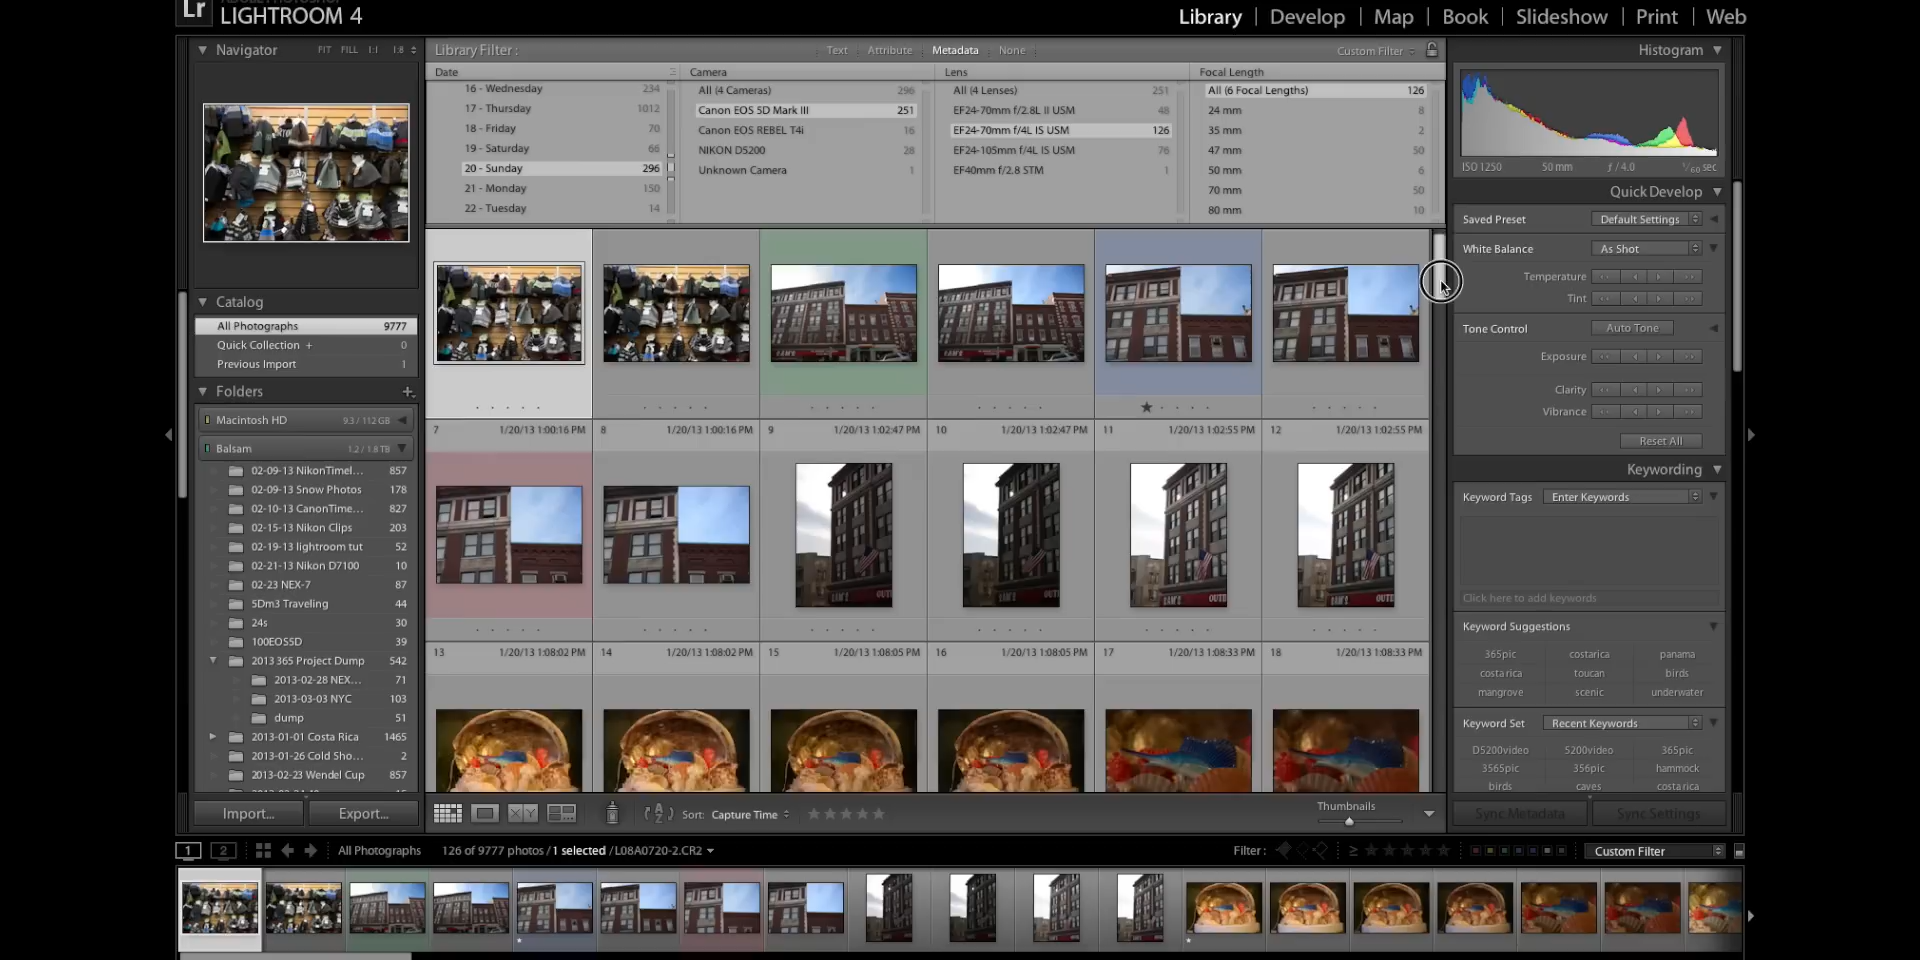 Lr LIGHTROOM 4
Library | Develop | Map | Book | Slideshow | Print | Web
Navigator FIT FILL 1:1 1:8
Library Filter : Text Attribute Metadata None Custom Filter
Histogram
Date Camera Lens Focal Length
16 - Wednesday 234 All (4 Cameras) 296 All (4 Lenses) 251 All (6 Focal Lengths) 126
17 - Thursday 1012 Canon EOS 5D Mark III 251 EF24-70mm f/2.8L II USM 48 24 mm 8
18 - Friday 70 Canon EOS REBEL T4i 16 EF24-70mm f/4L IS USM 126 35 mm 2
19 - Saturday 66 NIKON D5200 28 EF24-105mm f/4L IS USM 76 47 mm 50
20 - Sunday 296 Unknown Camera 1 EF40mm f/2.8 STM 1 50 mm 6
21 - Monday 150 70 mm 50
22 - Tuesday 14 80 mm 10
ISO 1250 50 mm ƒ / 4.0 1/60 sec
Quick Develop
Saved Preset Default Settings
White Balance As Shot
Temperature
Tint
Tone Control Auto Tone
Exposure
Clarity
Vibrance
Reset All
Catalog
All Photographs 9777
Quick Collection + 0
Previous Import 1
Folders +
Macintosh HD 9.3 / 112 GB
Balsam 1.2 / 1.8 TB
02-09-13 NikonTimel... 857
02-09-13 Snow Photos 178
02-10-13 CanonTime... 827
02-15-13 Nikon Clips 203
02-19-13 lightroom tut 52
02-21-13 Nikon D7100 10
02-23 NEX-7 87
5Dm3 Traveling 44
24s 30
100EOS5D 39
2013 365 Project Dump 542
2013-02-28 NEX... 71
2013-03-03 NYC 103
dump 51
2013-01-01 Costa Rica 1465
2013-01-26 Cold Sho... 2
2013-02-23 Wendel Cup 857
Import... Export...
7 1/20/13 1:00:16 PM 8 1/20/13 1:00:16 PM 9 1/20/13 1:02:47 PM 10 1/20/13 1:02:47 PM 11 1/20/13 1:02:55 PM 12 1/20/13 1:02:55 PM
SAM'S OUTD
13 1/20/13 1:08:02 PM 14 1/20/13 1:08:02 PM 15 1/20/13 1:08:05 PM 16 1/20/13 1:08:05 PM 17 1/20/13 1:08:33 PM 18 1/20/13 1:08:33 PM
Keywording
Keyword Tags Enter Keywords
Click here to add keywords
Keyword Suggestions
365pic costarica panama
costa rica toucan birds
mangrove scenic underwater
Keyword Set Recent Keywords
D5200video 5200video 365pic
3565pic 356pic hammock
birds caves costa rica
Sync Metadata Sync Settings
Sort: Capture Time Thumbnails
1 2 All Photographs 126 of 9777 photos / 1 selected / L08A0720-2.CR2 Filter : Custom Filter